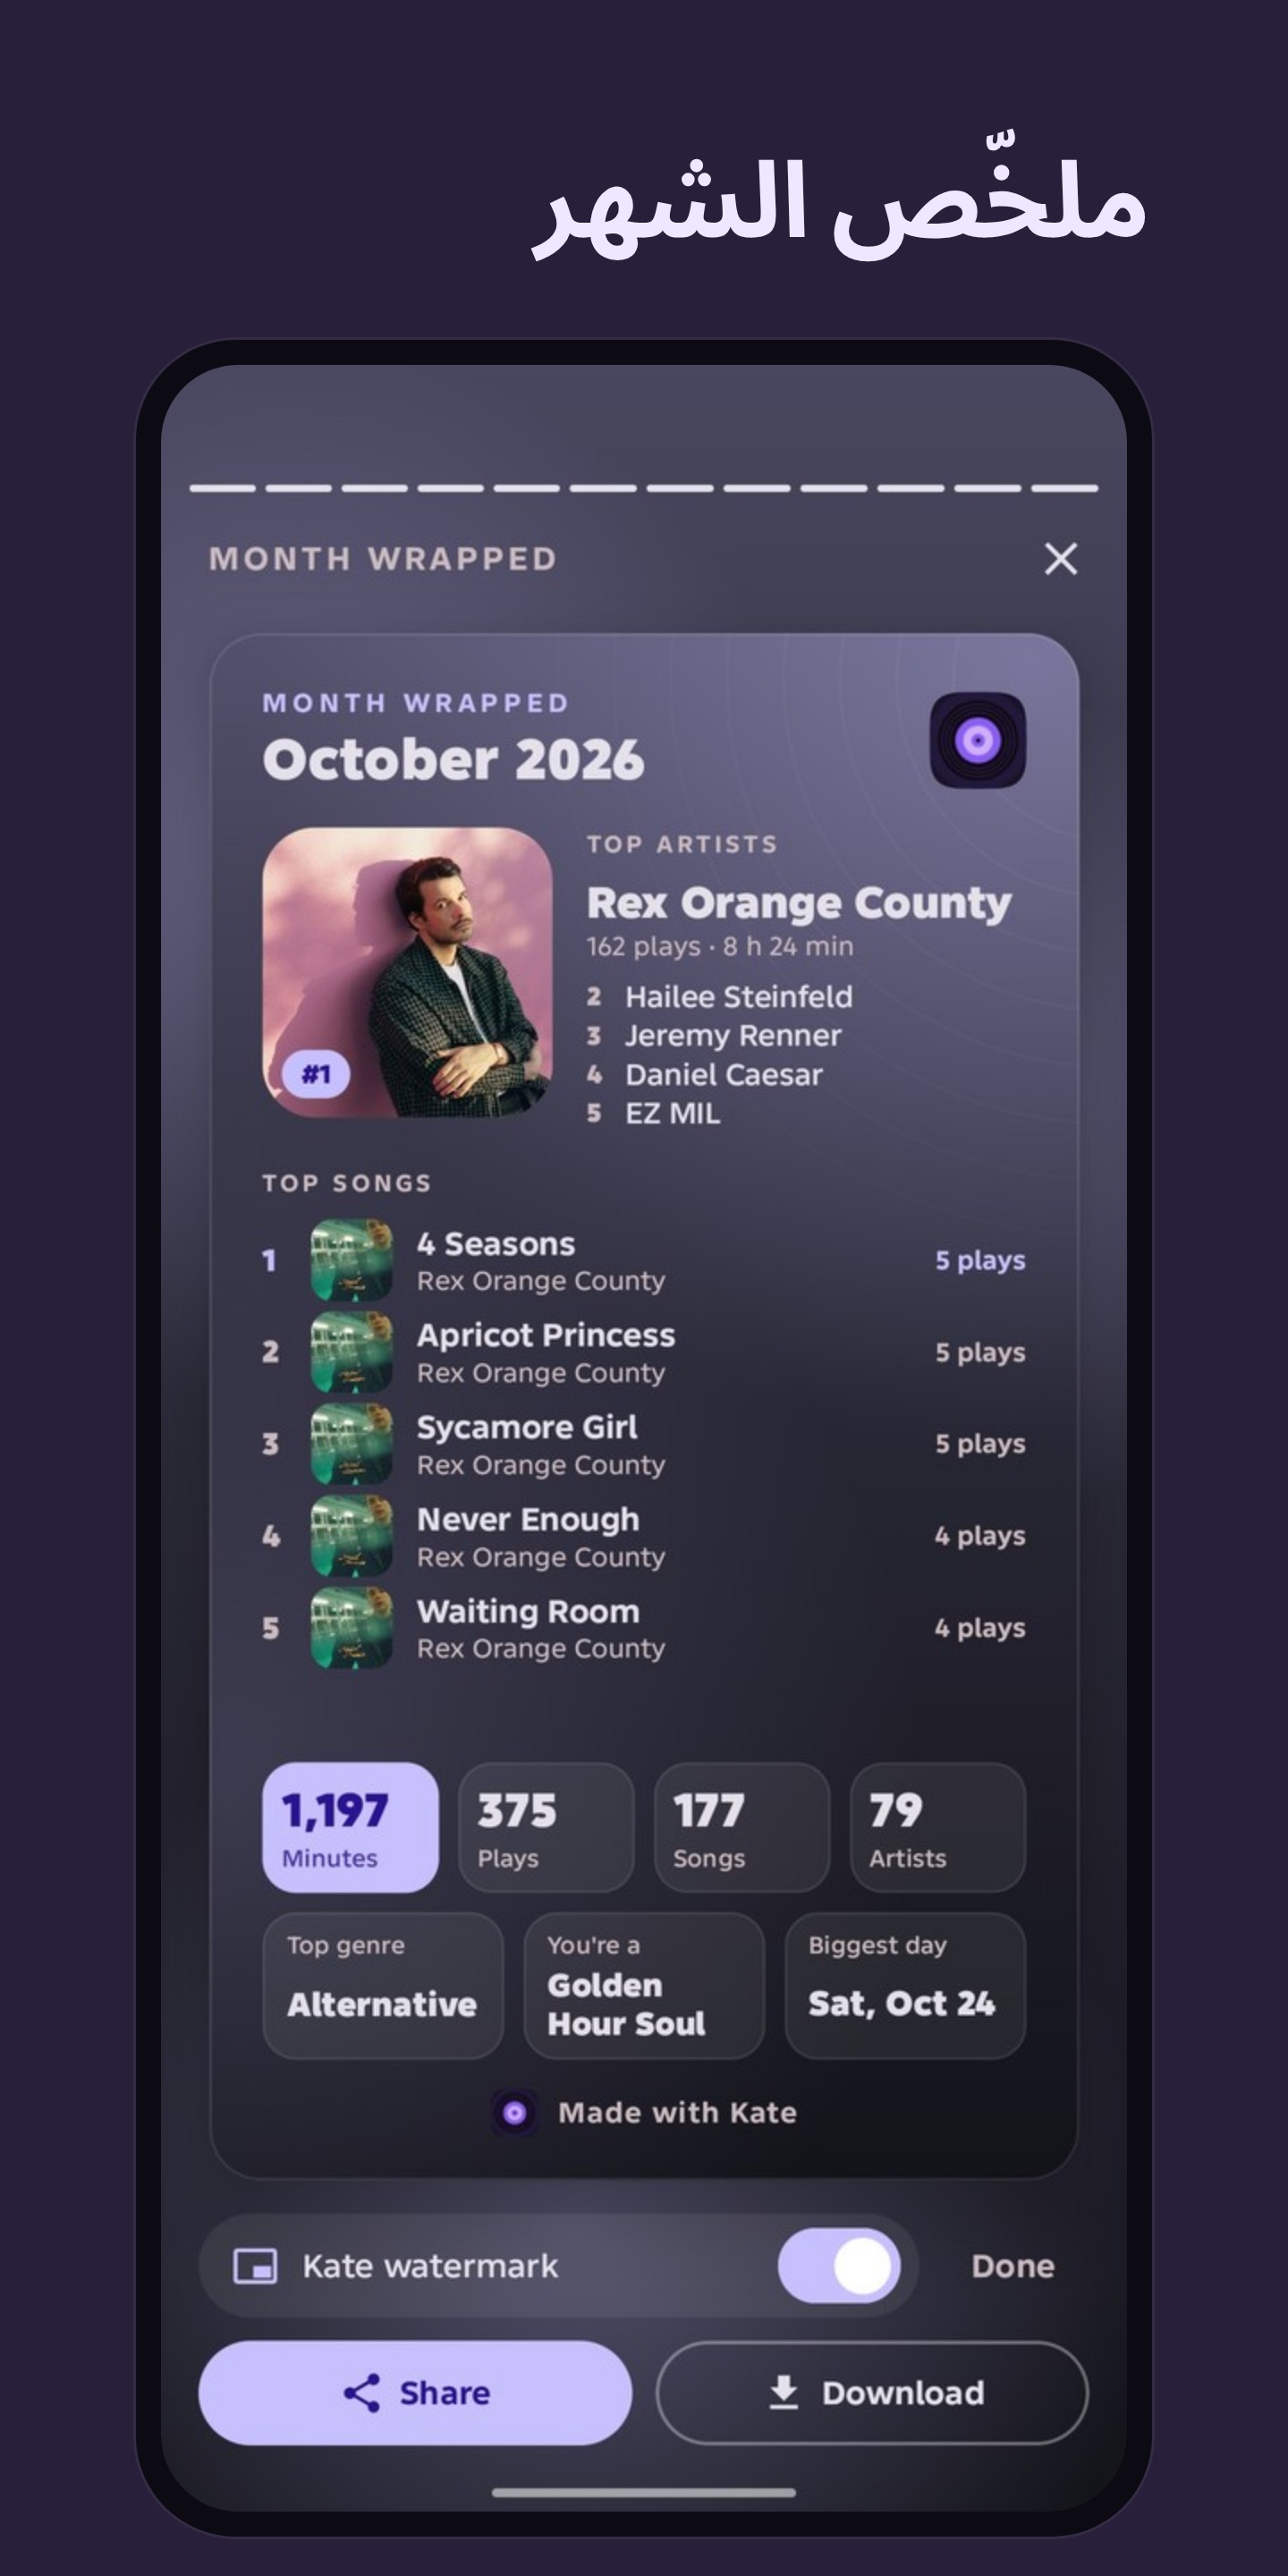 ملخّص الشهر
MONTH WRAPPED
MONTH WRAPPED
October 2026
TOP ARTISTS
Rex Orange County
162 plays · 8 h 24 min
#1
2 Hailee Steinfeld
3 Jeremy Renner
4 Daniel Caesar
5 EZ MIL
TOP SONGS
1 4 Seasons 5 plays
Rex Orange County
2 Apricot Princess 5 plays
Rex Orange County
3 Sycamore Girl 5 plays
Rex Orange County
4 Never Enough 4 plays
Rex Orange County
5 Waiting Room 4 plays
Rex Orange County
1,197 375 177 79
Minutes Plays Songs Artists
Top genre
Alternative
You're a
Golden
Hour Soul
Biggest day
Sat, Oct 24
Made with Kate
Kate watermark Done
Share Download